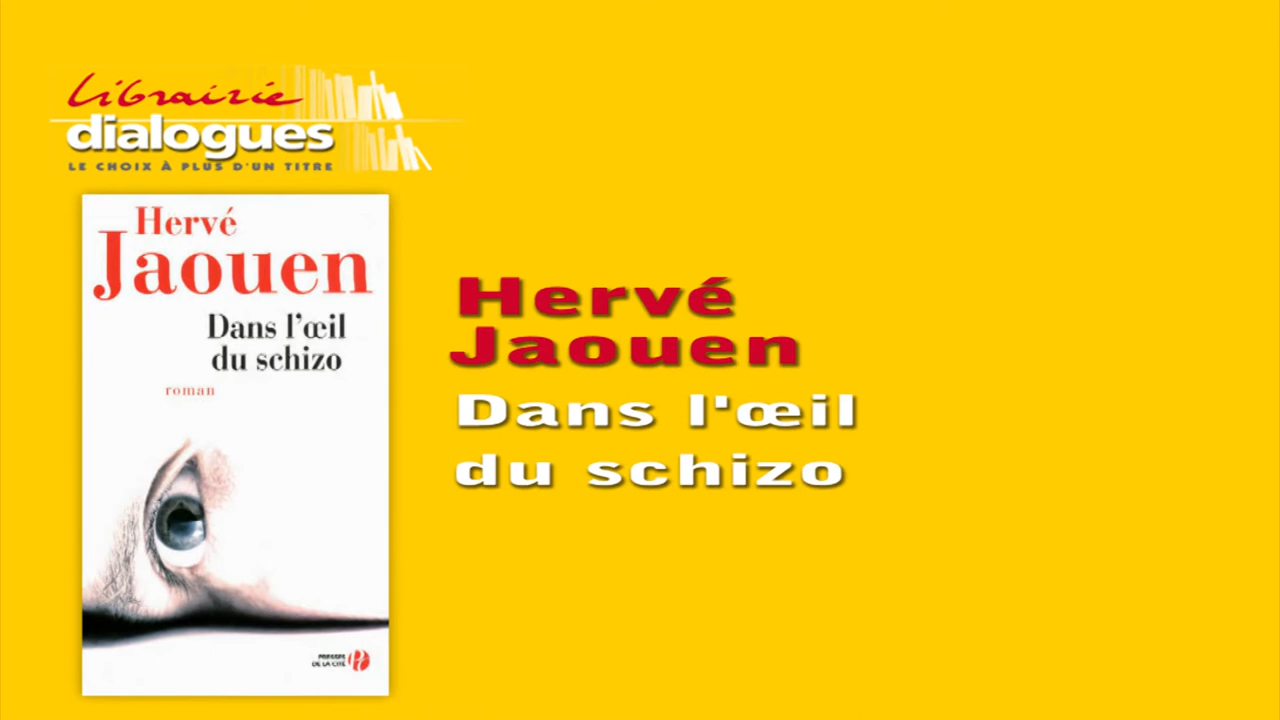 Librairie
dialogues
LE CHOIX À PLUS D'UN TITRE
Hervé
Jaouen
Dans l'œil
du schizo
roman
PRESSES
DE LA CITÉ
Hervé
Jaouen
Dans l'œil
du schizo